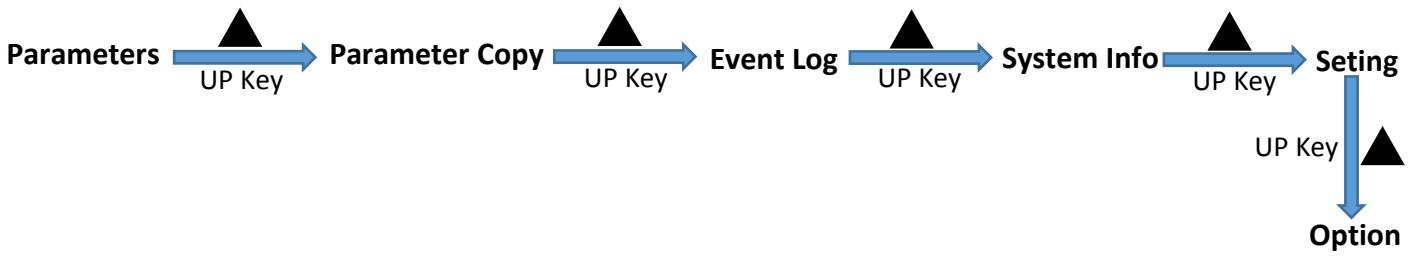 Parameters UP Key Parameter Copy UP Key Event Log UP Key System Info UP Key Seting
UP Key
Option